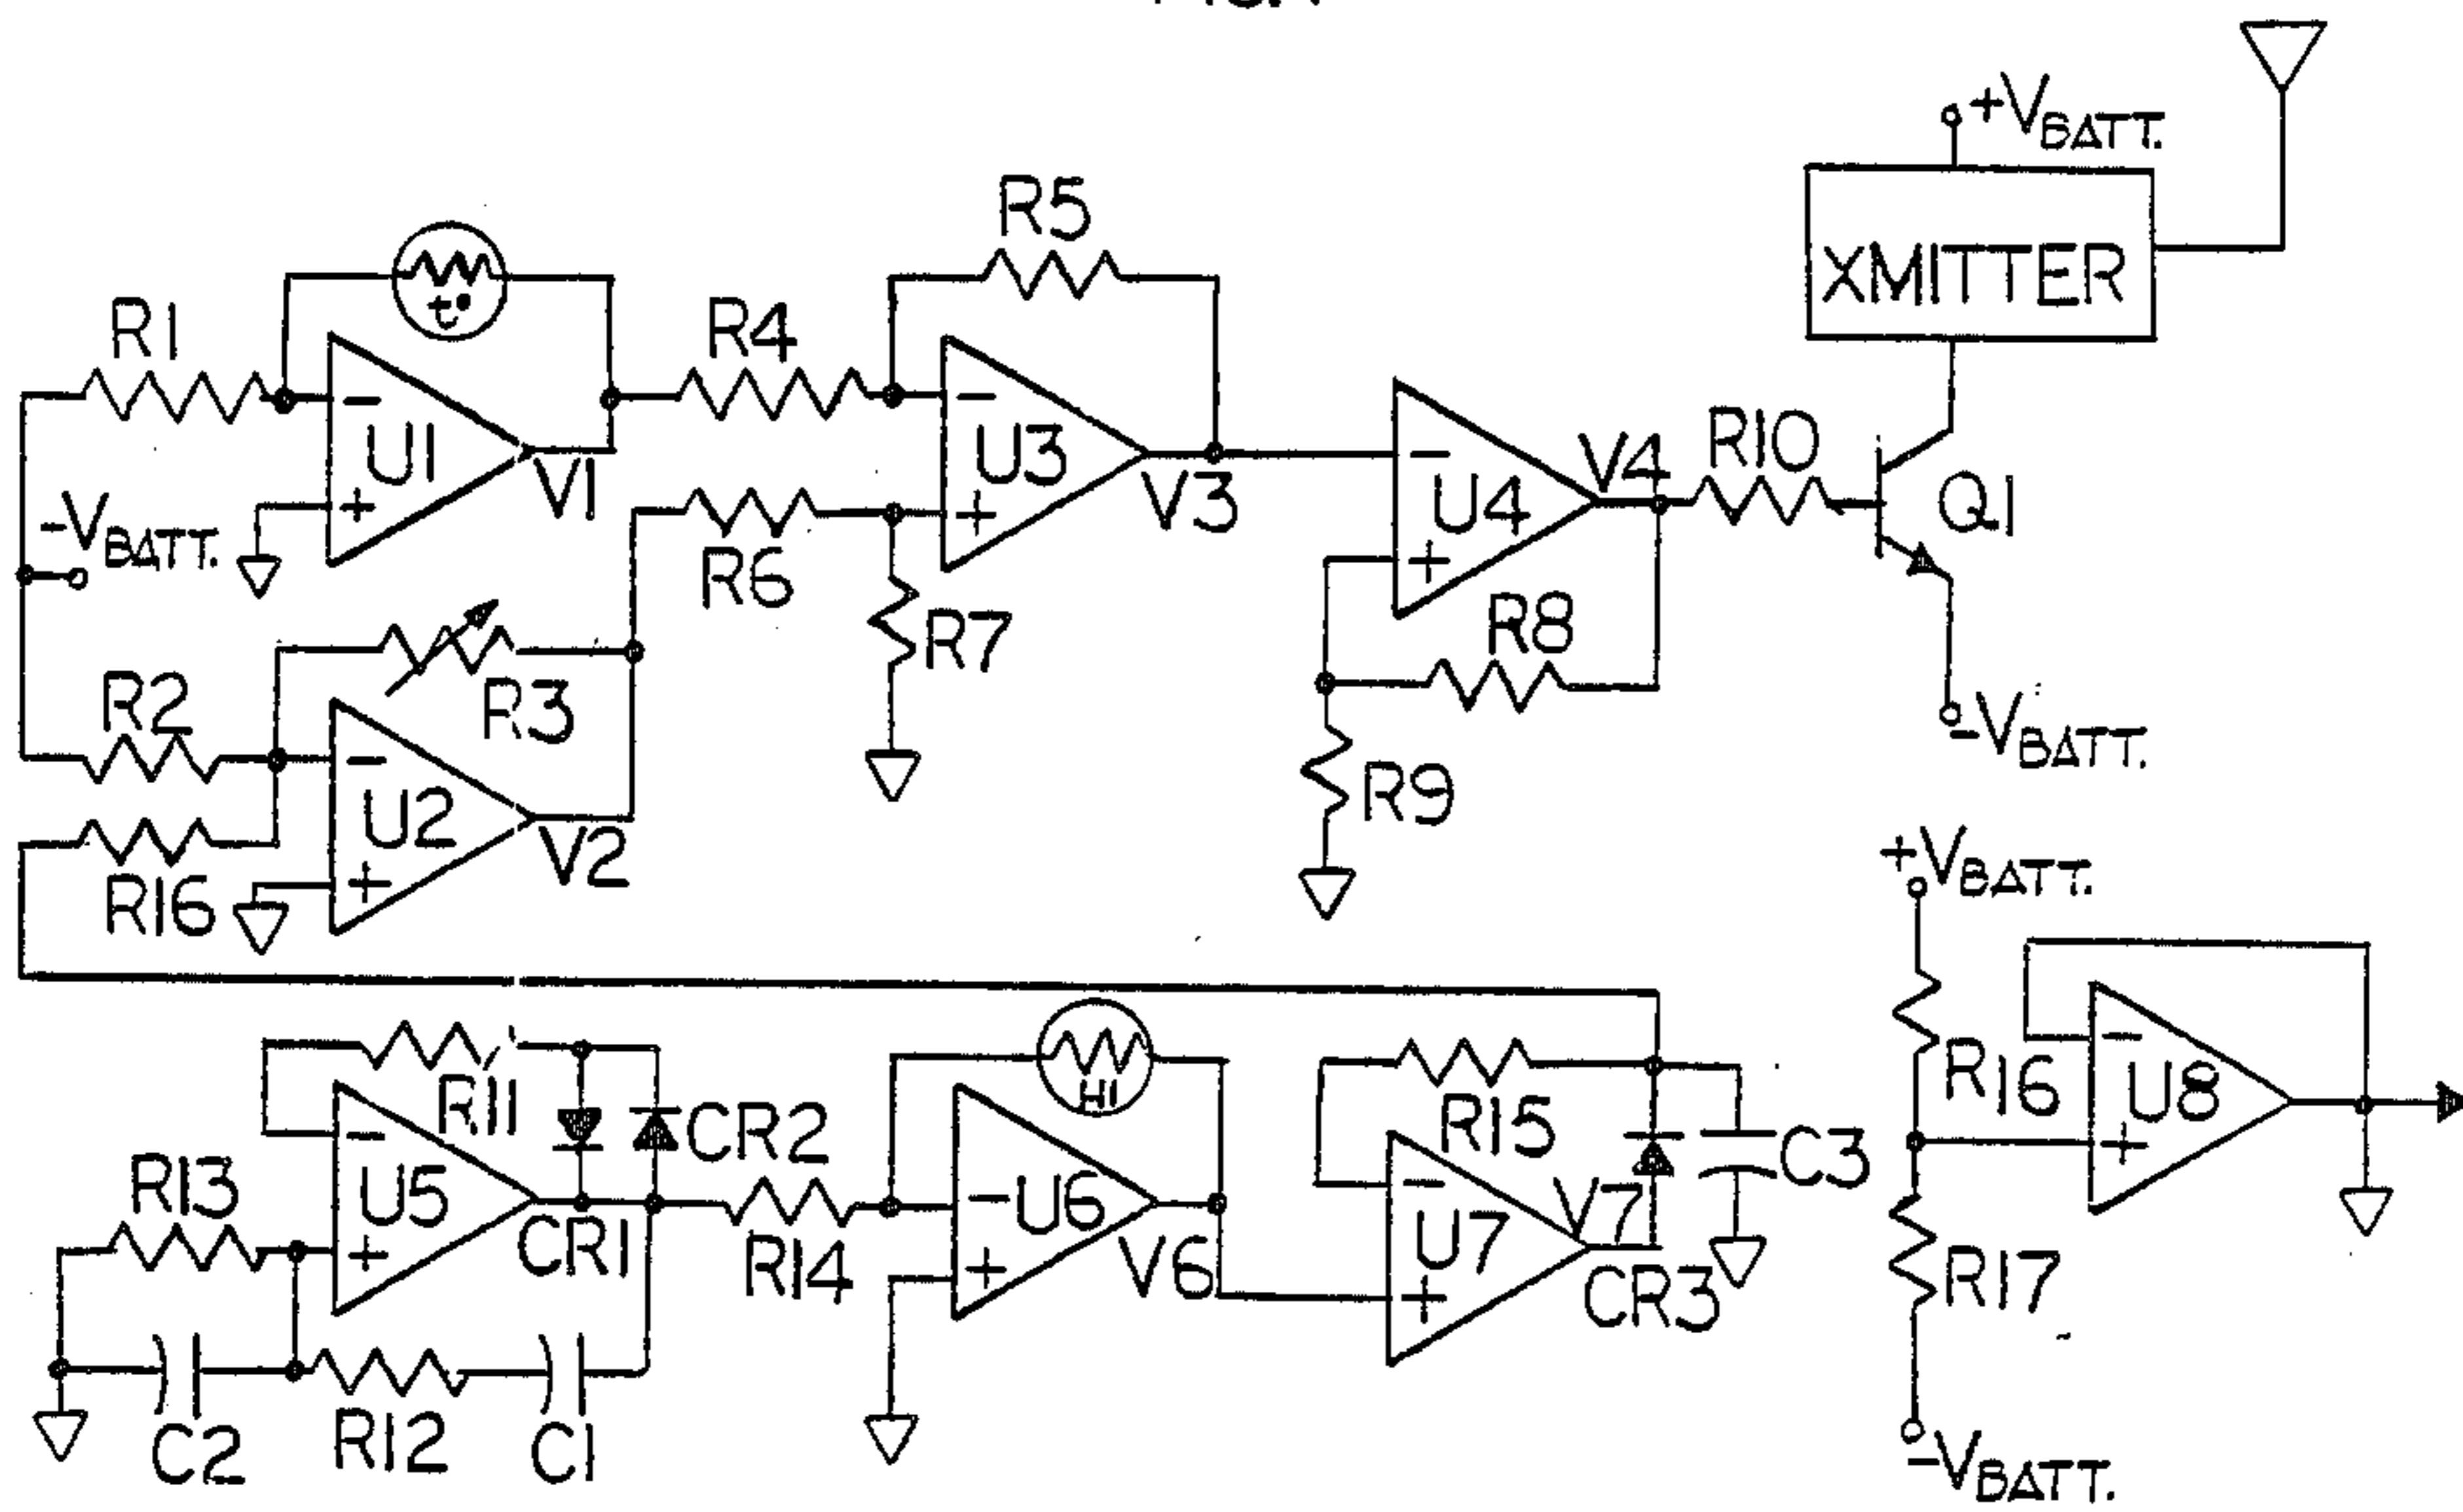 +VBATT.
XMITTER
R5
t°
R1
R4
U1
V1
U3
V3
U4
V4
R10
Q1
-VBATT.
R6
R7
R8
R2
R3
-VBATT.
R9
U2
V2
R16
+VBATT.
R11
CR2
H1
R15
C3
R16
U8
R13
U5
CR1
R14
U6
V6
U7
V7
CR3
R17
C2
R12
C1
-VBATT.